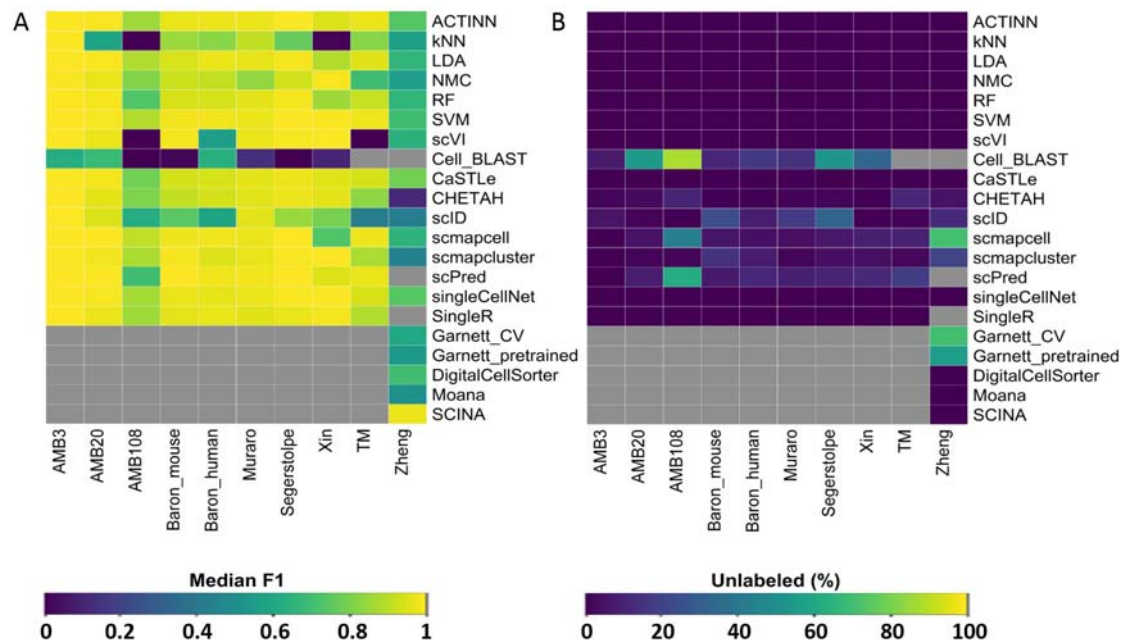 A
B
ACTINN
kNN
LDA
NMC
RF
SVM
scVI
Cell_BLAST
CaSTLe
CHETAH
scID
scmapcell
scmapcluster
scPred
singleCellNet
SingleR
Garnett_CV
Garnett_pretrained
DigitalCellSorter
Moana
SCINA
AMB3
AMB20
AMB108
Baron_mouse
Baron_human
Muraro
Segerstolpe
Xin
TM
Zheng
Median F1
0 0.2 0.4 0.6 0.8 1
ACTINN
kNN
LDA
NMC
RF
SVM
scVI
Cell_BLAST
CaSTLe
CHETAH
scID
scmapcell
scmapcluster
scPred
singleCellNet
SingleR
Garnett_CV
Garnett_pretrained
DigitalCellSorter
Moana
SCINA
AMB3
AMB20
AMB108
Baron_mouse
Baron_human
Muraro
Segerstolpe
Xin
TM
Zheng
Unlabeled (%)
0 20 40 60 80 100